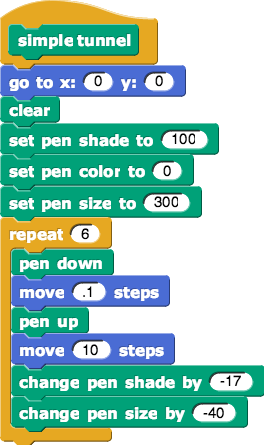 simple tunnel
go to x: 0 y: 0
clear
set pen shade to 100
set pen color to 0
set pen size to 300
repeat 6
pen down
move .1 steps
pen up
move 10 steps
change pen shade by -17
change pen size by -40